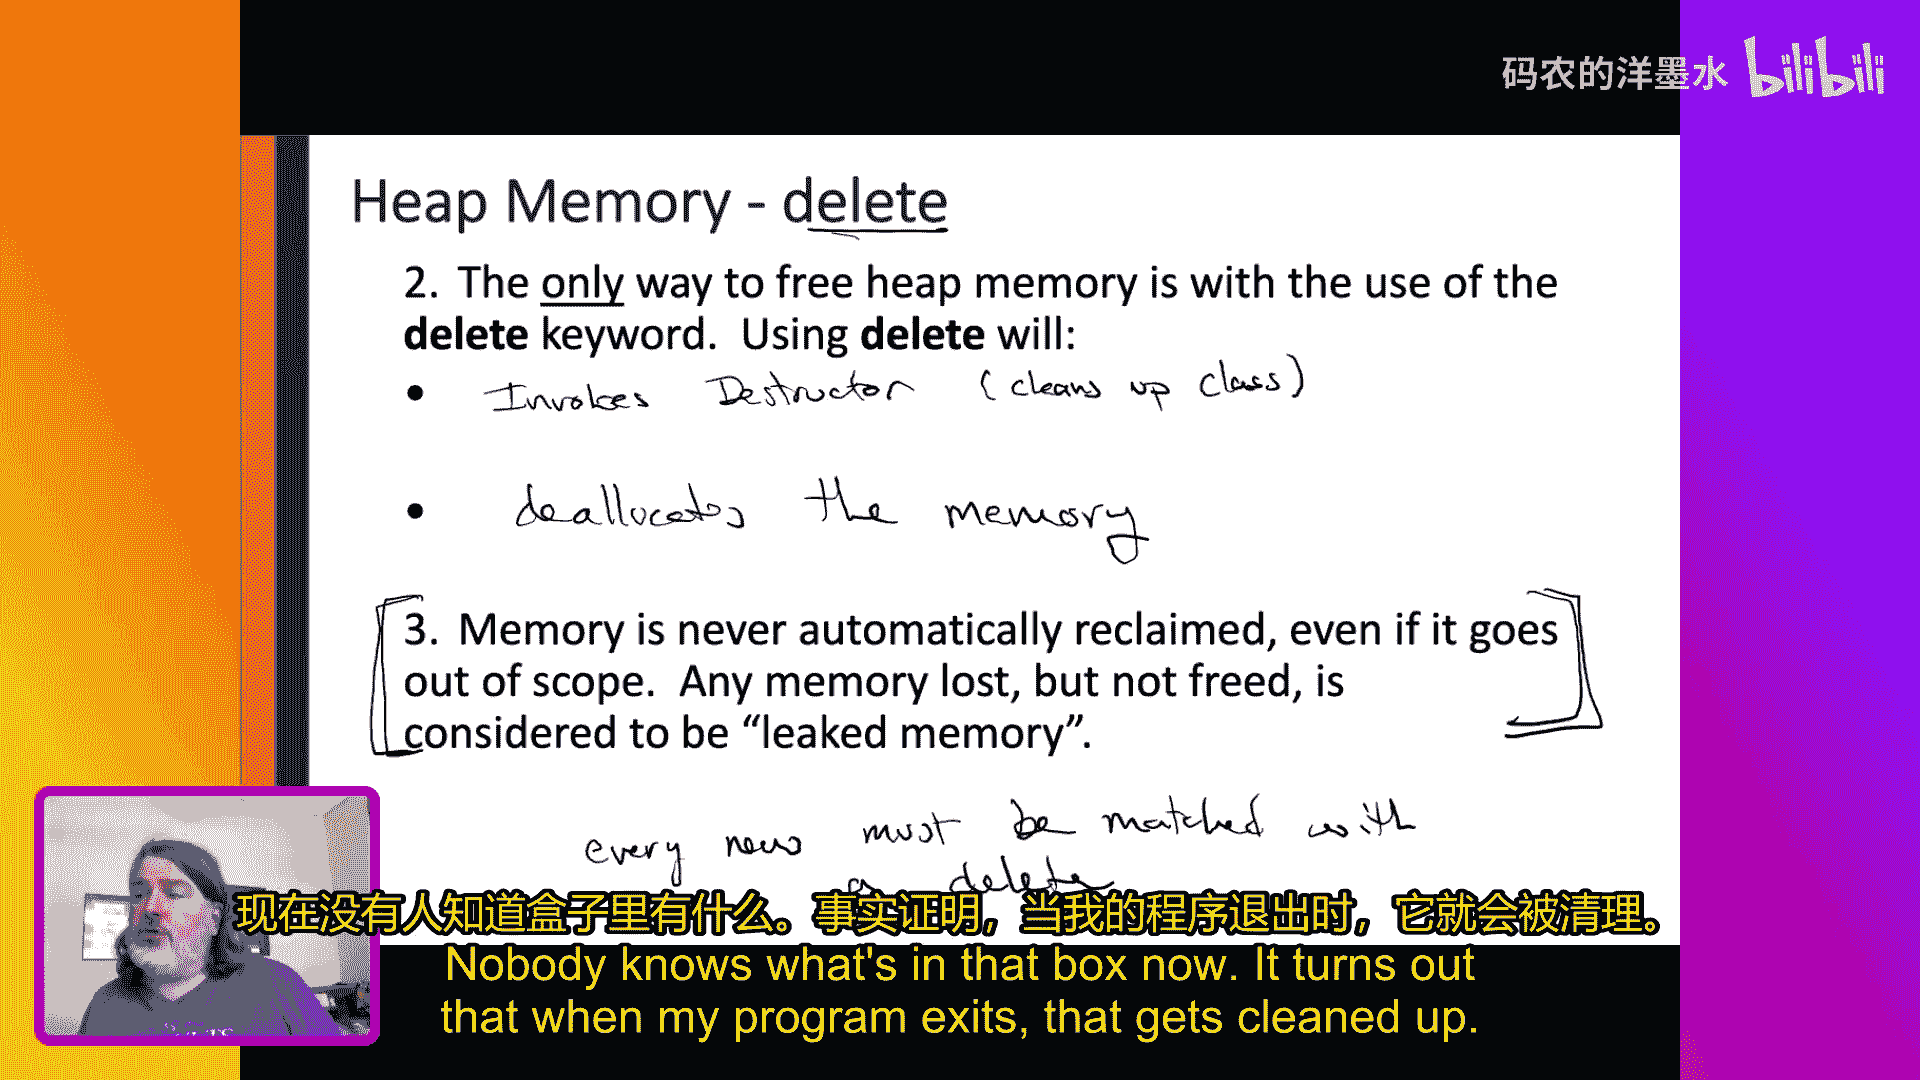 码农的洋墨水 bilibili
Heap Memory - delete
2. The only way to free heap memory is with the use of the
delete keyword. Using delete will:
• Invokes Destructor (cleans up class)
• deallocates the memory
3. Memory is never automatically reclaimed, even if it goes
out of scope. Any memory lost, but not freed, is
considered to be “leaked memory”.
every new must be matched with
a delete
现在没有人知道盒子里有什么。事实证明，当我的程序退出时，它就会被清理。
Nobody knows what's in that box now. It turns out
that when my program exits, that gets cleaned up.